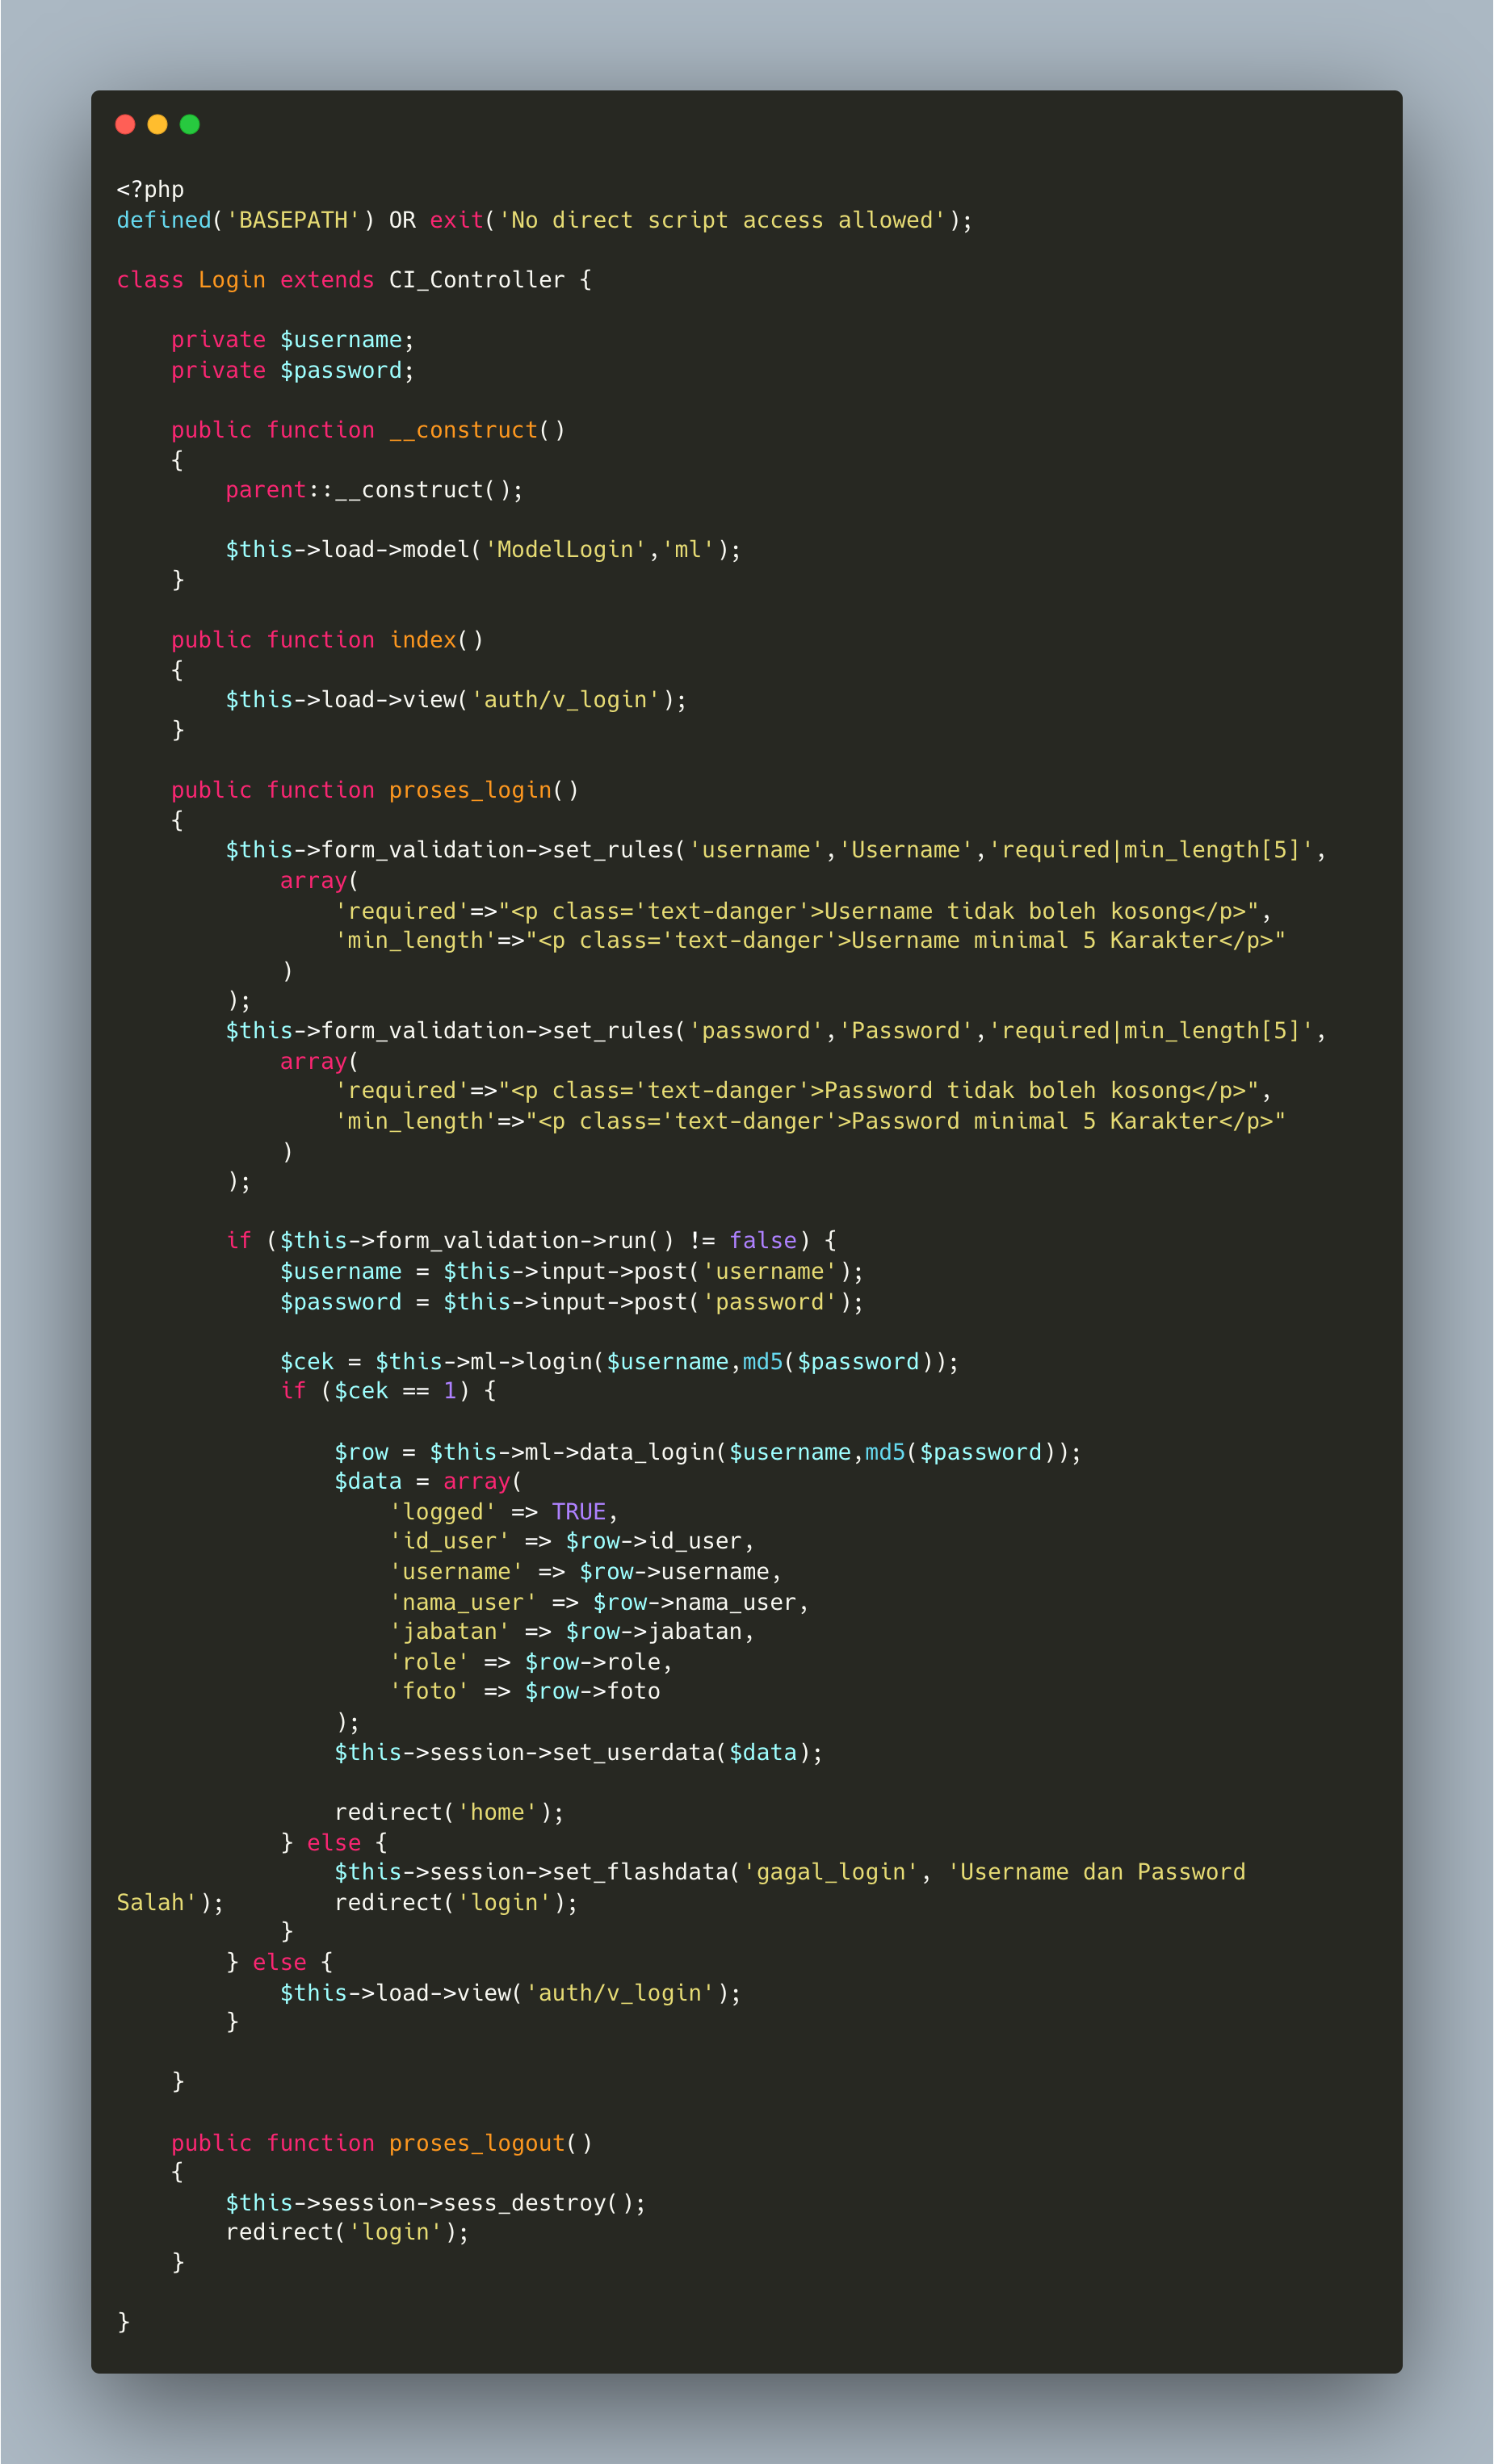 <?php
defined('BASEPATH') OR exit('No direct script access allowed');

class Login extends CI_Controller {

    private $username;
    private $password;

    public function __construct()
    {
        parent::__construct();

        $this->load->model('ModelLogin','ml');
    }

    public function index()
    {
        $this->load->view('auth/v_login');
    }

    public function proses_login()
    {
        $this->form_validation->set_rules('username','Username','required|min_length[5]',
            array(
                'required'=>"<p class='text-danger'>Username tidak boleh kosong</p>",
                'min_length'=>"<p class='text-danger'>Username minimal 5 Karakter</p>"
            )
        );
        $this->form_validation->set_rules('password','Password','required|min_length[5]',
            array(
                'required'=>"<p class='text-danger'>Password tidak boleh kosong</p>",
                'min_length'=>"<p class='text-danger'>Password minimal 5 Karakter</p>"
            )
        );

        if ($this->form_validation->run() != false) {
            $username = $this->input->post('username');
            $password = $this->input->post('password');

            $cek = $this->ml->login($username,md5($password));
            if ($cek == 1) {

                $row = $this->ml->data_login($username,md5($password));
                $data = array(
                    'logged' => TRUE,
                    'id_user' => $row->id_user,
                    'username' => $row->username,
                    'nama_user' => $row->nama_user,
                    'jabatan' => $row->jabatan,
                    'role' => $row->role,
                    'foto' => $row->foto
                );
                $this->session->set_userdata($data);

                redirect('home');
            } else {
                $this->session->set_flashdata('gagal_login', 'Username dan Password
Salah');        redirect('login');
            }
        } else {
            $this->load->view('auth/v_login');
        }

    }

    public function proses_logout()
    {
        $this->session->sess_destroy();
        redirect('login');
    }

}